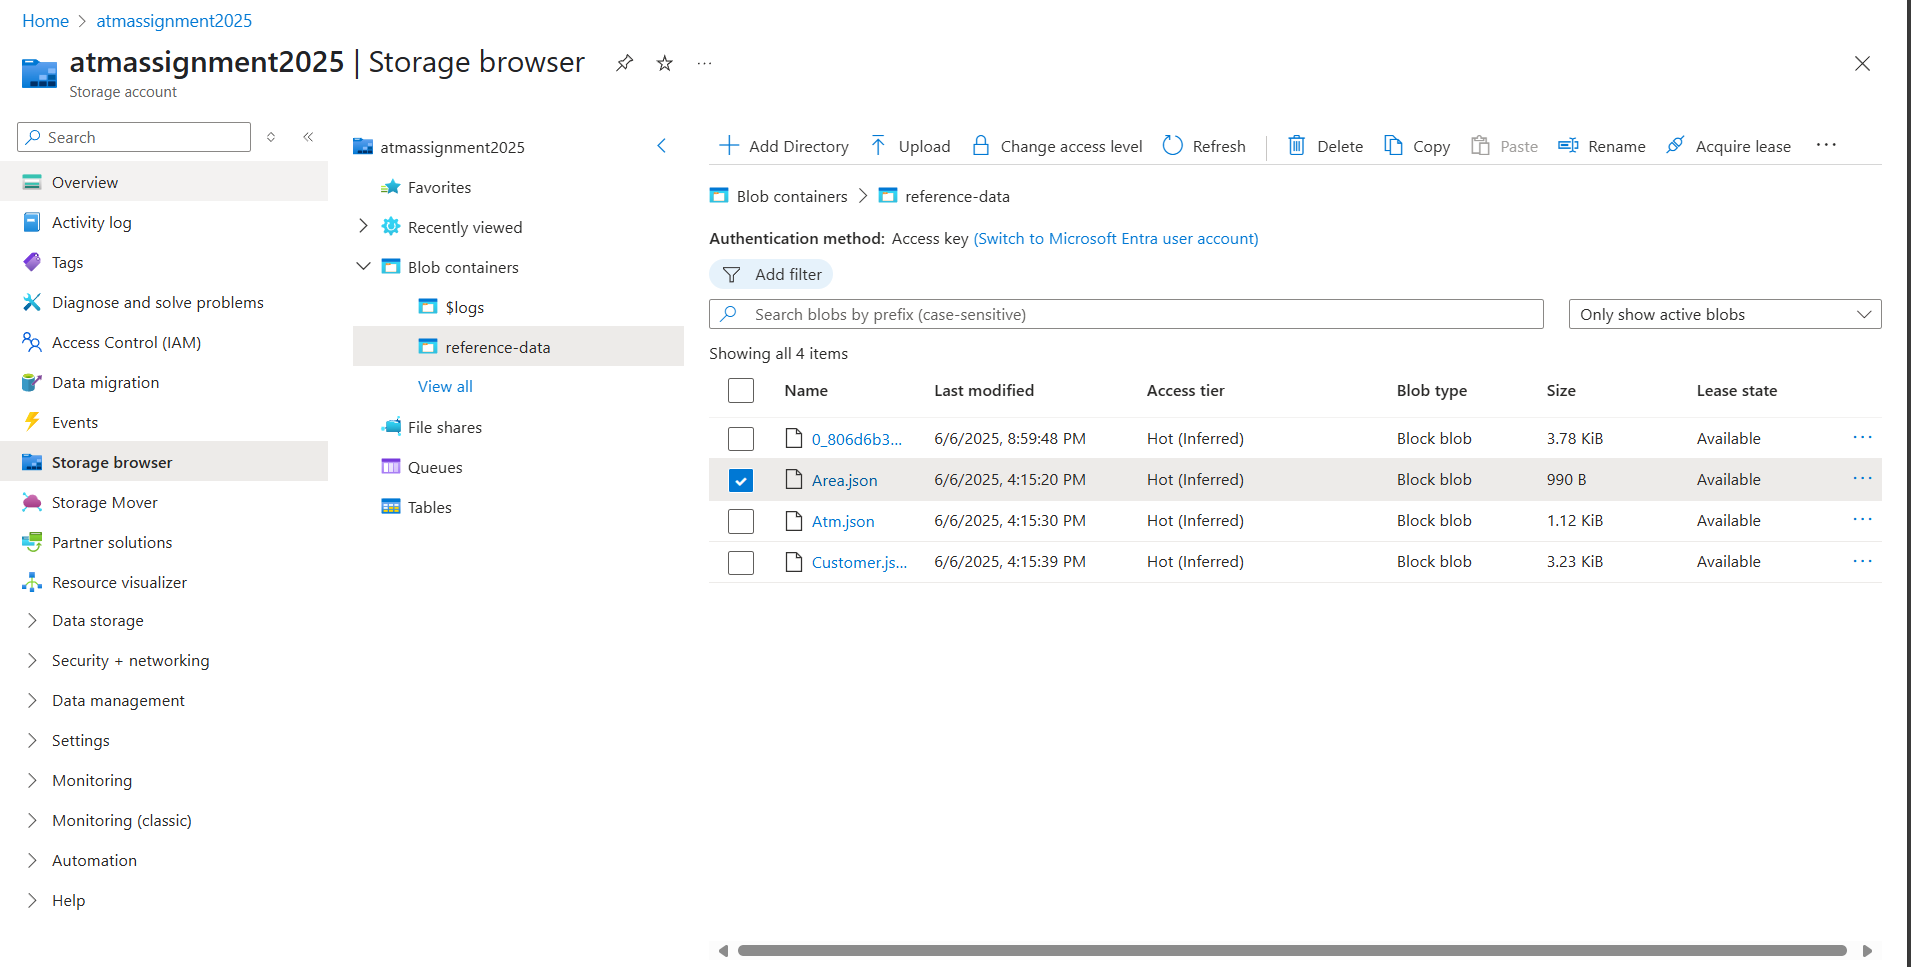 Home > atmassignment2025
atmassignment2025 | Storage browser
Storage account
Search
Overview
Activity log
Tags
Diagnose and solve problems
Access Control (IAM)
Data migration
Events
Storage browser
Storage Mover
Partner solutions
Resource visualizer
Data storage
Security + networking
Data management
Settings
Monitoring
Monitoring (classic)
Automation
Help
atmassignment2025
Favorites
Recently viewed
Blob containers
$logs
reference-data
View all
File shares
Queues
Tables
Add Directory Upload Change access level Refresh Delete Copy Paste Rename Acquire lease
Blob containers > reference-data
Authentication method: Access key (Switch to Microsoft Entra user account)
Add filter
Search blobs by prefix (case-sensitive) Only show active blobs
Showing all 4 items
Name Last modified Access tier Blob type Size Lease state
0_806d6b3... 6/6/2025, 8:59:48 PM Hot (Inferred) Block blob 3.78 KiB Available
Area.json 6/6/2025, 4:15:20 PM Hot (Inferred) Block blob 990 B Available
Atm.json 6/6/2025, 4:15:30 PM Hot (Inferred) Block blob 1.12 KiB Available
Customer.js... 6/6/2025, 4:15:39 PM Hot (Inferred) Block blob 3.23 KiB Available